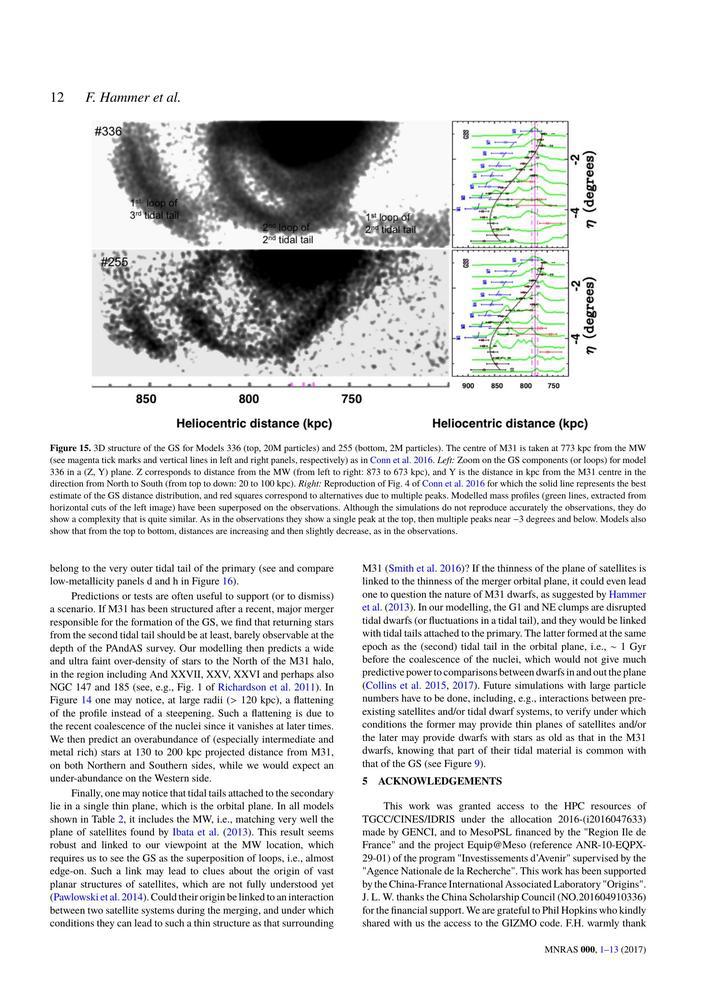 12 F. Hammer et al.
#336
1st loop of
3rd tidal tail
2nd loop of
2nd tidal tail
1st loop of
2nd tidal tail
#255
850 800 750
Heliocentric distance (kpc)
-2
-4
η (degrees)
-2
-4
η (degrees)
900 850 800 750
Heliocentric distance (kpc)
Figure 15. 3D structure of the GS for Models 336 (top, 20M particles) and 255 (bottom, 2M particles). The centre of M31 is taken at 773 kpc from the MW
(see magenta tick marks and vertical lines in left and right panels, respectively) as in Conn et al. 2016. Left: Zoom on the GS components (or loops) for model
336 in a (Z, Y) plane. Z corresponds to distance from the MW (from left to right: 873 to 673 kpc), and Y is the distance in kpc from the M31 centre in the
direction from North to South (from top to down: 20 to 100 kpc). Right: Reproduction of Fig. 4 of Conn et al. 2016 for which the solid line represents the best
estimate of the GS distance distribution, and red squares correspond to alternatives due to multiple peaks. Modelled mass profiles (green lines, extracted from
horizontal cuts of the left image) have been superposed on the observations. Although the simulations do not reproduce accurately the observations, they do
show a complexity that is quite similar. As in the observations they show a single peak at the top, then multiple peaks near −3 degrees and below. Models also
show that from the top to bottom, distances are increasing and then slightly decrease, as in the observations.
belong to the very outer tidal tail of the primary (see and compare
low-metallicity panels d and h in Figure 16).
Predictions or tests are often useful to support (or to dismiss)
a scenario. If M31 has been structured after a recent, major merger
responsible for the formation of the GS, we find that returning stars
from the second tidal tail should be at least, barely observable at the
depth of the PAndAS survey. Our modelling then predicts a wide
and ultra faint over-density of stars to the North of the M31 halo,
in the region including And XXVII, XXV, XXVI and perhaps also
NGC 147 and 185 (see, e.g., Fig. 1 of Richardson et al. 2011). In
Figure 14 one may notice, at large radii (> 120 kpc), a flattening
of the profile instead of a steepening. Such a flattening is due to
the recent coalescence of the nuclei since it vanishes at later times.
We then predict an overabundance of (especially intermediate and
metal rich) stars at 130 to 200 kpc projected distance from M31,
on both Northern and Southern sides, while we would expect an
under-abundance on the Western side.
Finally, one may notice that tidal tails attached to the secondary
lie in a single thin plane, which is the orbital plane. In all models
shown in Table 2, it includes the MW, i.e., matching very well the
plane of satellites found by Ibata et al. (2013). This result seems
robust and linked to our viewpoint at the MW location, which
requires us to see the GS as the superposition of loops, i.e., almost
edge-on. Such a link may lead to clues about the origin of vast
planar structures of satellites, which are not fully understood yet
(Pawlowski et al. 2014). Could their origin be linked to an interaction
between two satellite systems during the merging, and under which
conditions they can lead to such a thin structure as that surrounding
M31 (Smith et al. 2016)? If the thinness of the plane of satellites is
linked to the thinness of the merger orbital plane, it could even lead
one to question the nature of M31 dwarfs, as suggested by Hammer
et al. (2013). In our modelling, the G1 and NE clumps are disrupted
tidal dwarfs (or fluctuations in a tidal tail), and they would be linked
with tidal tails attached to the primary. The latter formed at the same
epoch as the (second) tidal tail in the orbital plane, i.e., ~ 1 Gyr
before the coalescence of the nuclei, which would not give much
predictive power to comparisons between dwarfs in and out the plane
(Collins et al. 2015, 2017). Future simulations with large particle
numbers have to be done, including, e.g., interactions between pre-
existing satellites and/or tidal dwarf systems, to verify under which
conditions the former may provide thin planes of satellites and/or
the later may provide dwarfs with stars as old as that in the M31
dwarfs, knowing that part of their tidal material is common with
that of the GS (see Figure 9).
5 ACKNOWLEDGEMENTS
This work was granted access to the HPC resources of
TGCC/CINES/IDRIS under the allocation 2016-(i2016047633)
made by GENCI, and to MesoPSL financed by the "Region Ile de
France" and the project Equip@Meso (reference ANR-10-EQPX-
29-01) of the program "Investissements d'Avenir" supervised by the
"Agence Nationale de la Recherche". This work has been supported
by the China-France International Associated Laboratory "Origins".
J. L. W. thanks the China Scholarship Council (NO.201604910336)
for the financial support. We are grateful to Phil Hopkins who kindly
shared with us the access to the GIZMO code. F.H. warmly thank
MNRAS 000, 1–13 (2017)